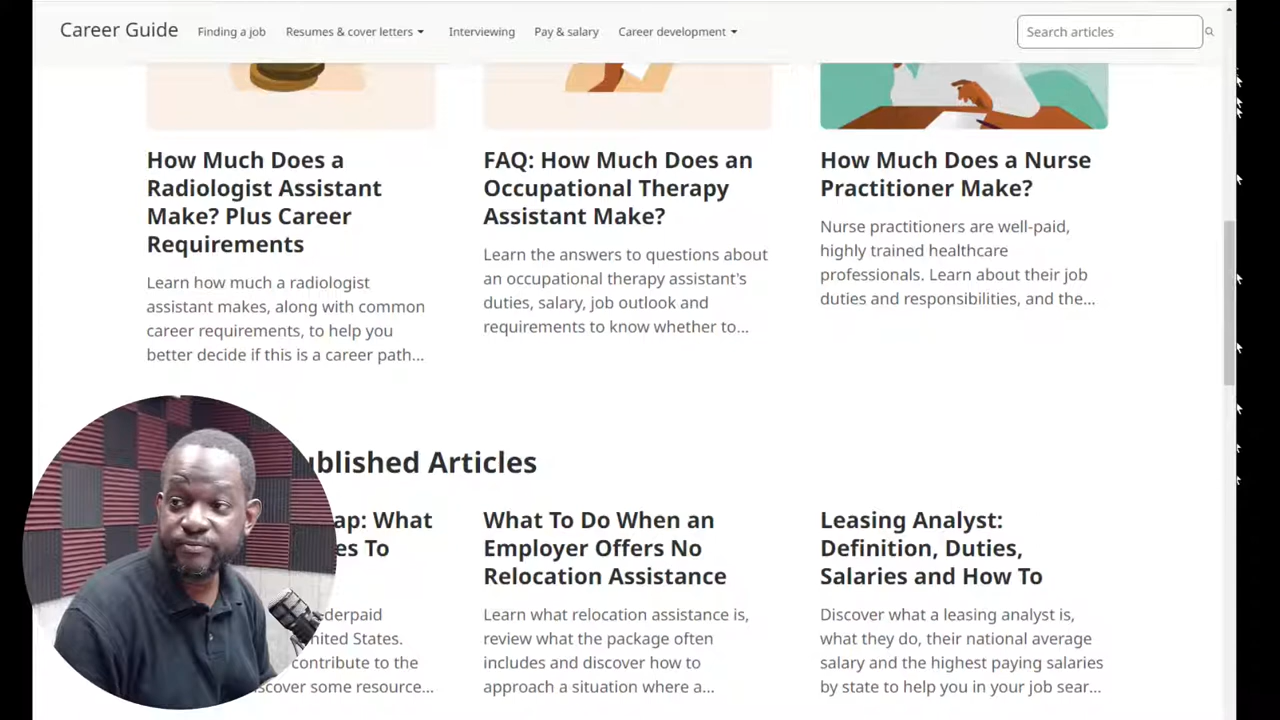 Career Guide
Finding a job
Resumes & cover letters
Interviewing
Pay & salary
Career development
Search articles
How Much Does a
Radiologist Assistant
Make? Plus Career
Requirements
Learn how much a radiologist
assistant makes, along with common
career requirements, to help you
better decide if this is a career path...
FAQ: How Much Does an
Occupational Therapy
Assistant Make?
Learn the answers to questions about
an occupational therapy assistant's
duties, salary, job outlook and
requirements to know whether to...
How Much Does a Nurse
Practitioner Make?
Nurse practitioners are well-paid,
highly trained healthcare
professionals. Learn about their job
duties and responsibilities, and the...
Articles
What
To
States.
contribute to the
some resource...
What To Do When an
Employer Offers No
Relocation Assistance
Learn what relocation assistance is,
review what the package often
includes and discover how to
approach a situation where a...
Leasing Analyst:
Definition, Duties,
Salaries and How To
Discover what a leasing analyst is,
what they do, their national average
salary and the highest paying salaries
by state to help you in your job sear...